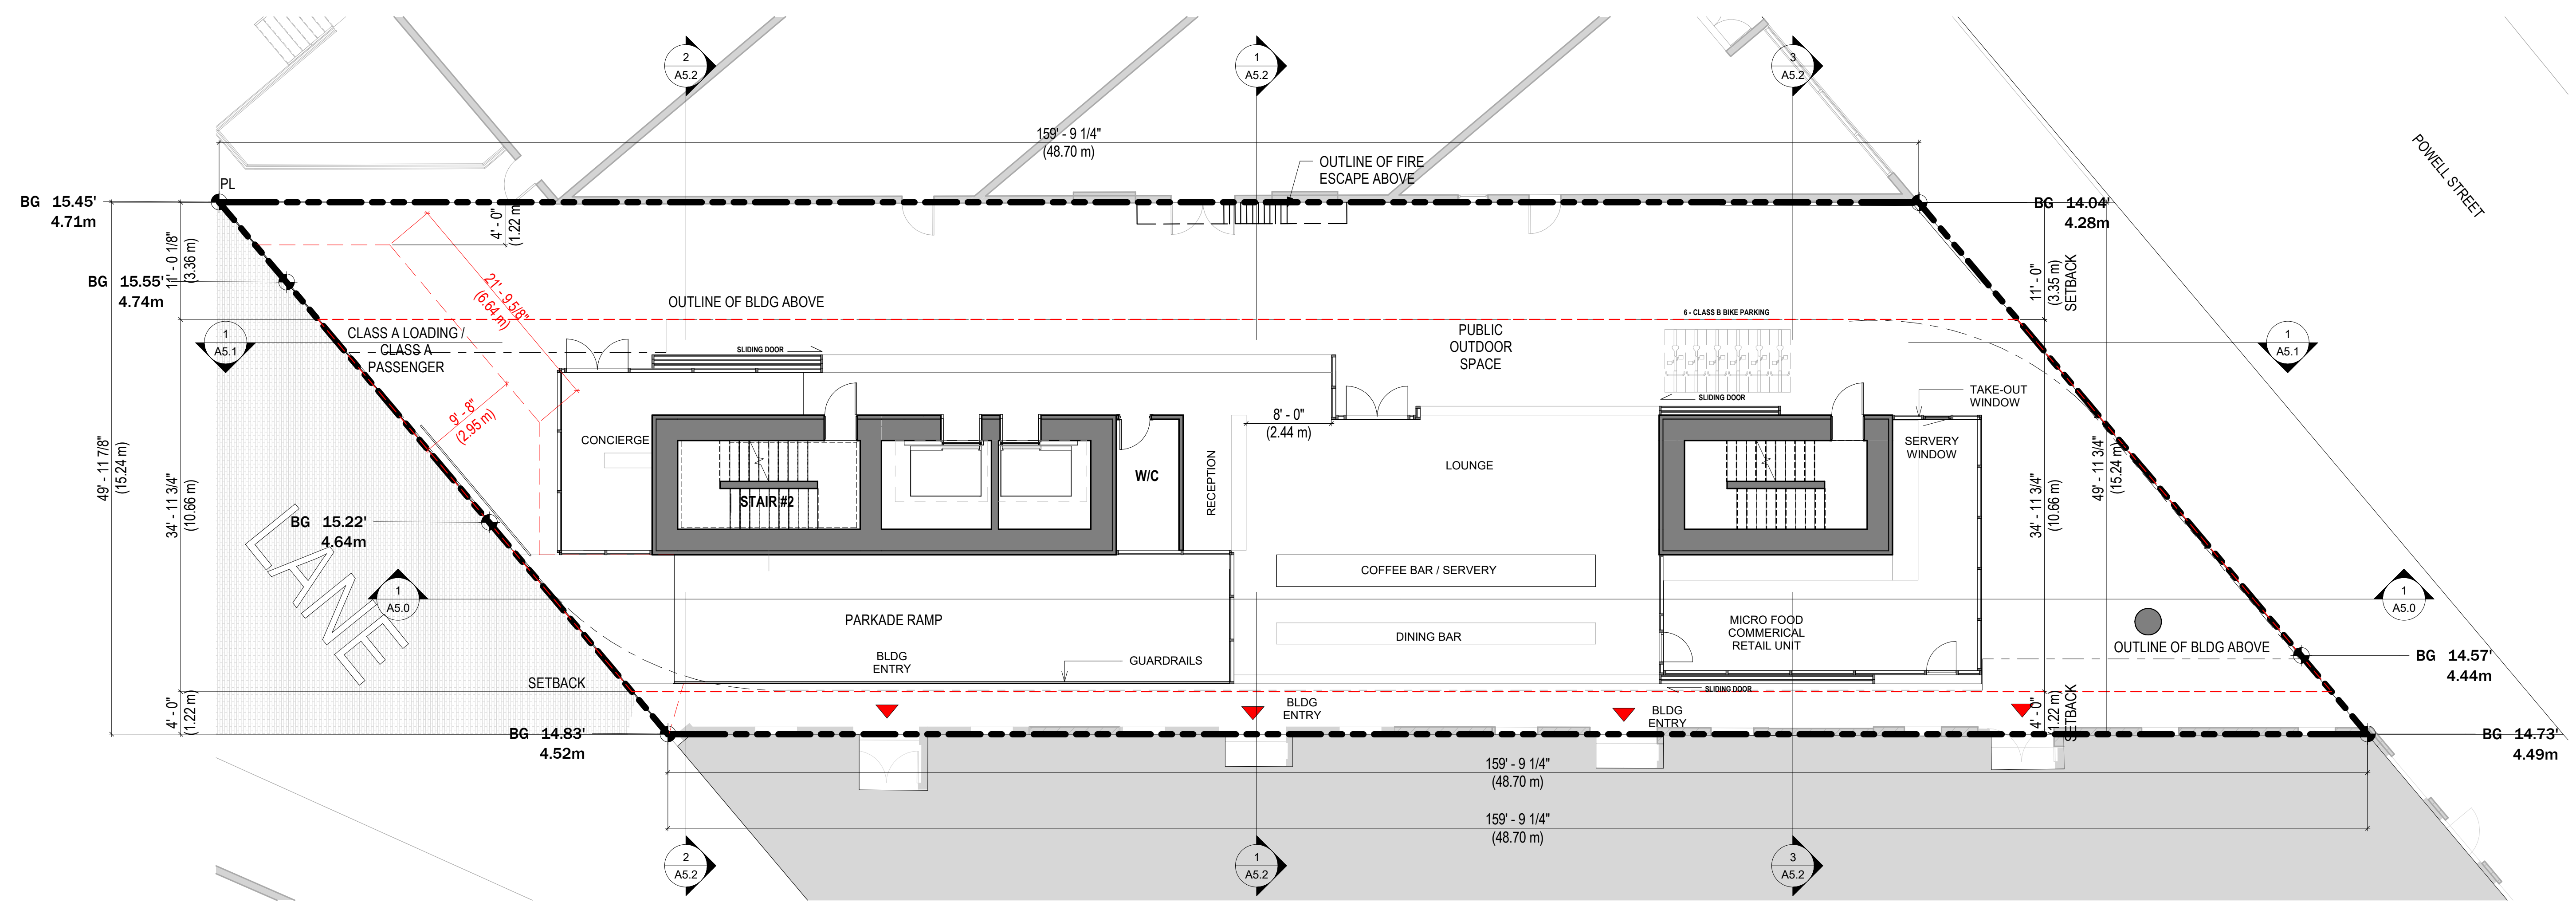 2
A5.2
1
A5.2
3
A5.2
159' - 9 1/4"
(48.70 m)
POWELL STREET
OUTLINE OF FIRE
ESCAPE ABOVE
PL
BG 15.45'
4.71m
BG 14.04'
4.28m
4' - 0"
(1.22 m)
11' - 0 1/8"
(3.36 m)
11' - 0"
(3.35 m)
SETBACK
BG 15.55'
4.74m
21' - 9 5/8"
(6.64 m)
OUTLINE OF BLDG ABOVE
6 - CLASS B BIKE PARKING
1
A5.1
CLASS A LOADING /
CLASS A
PASSENGER
PUBLIC
OUTDOOR
SPACE
1
A5.1
SLIDING DOOR
9' - 8"
(2.95 m)
SLIDING DOOR
TAKE-OUT
WINDOW
8' - 0"
(2.44 m)
CONCIERGE
SERVERY
WINDOW
49' - 11 7/8"
(15.24 m)
34' - 11 3/4"
(10.66 m)
W/C
RECEPTION
LOUNGE
34' - 11 3/4"
(10.66 m)
49' - 11 3/4"
(15.24 m)
STAIR #2
BG 15.22'
4.64m
LANE
1
A5.0
COFFEE BAR / SERVERY
1
A5.0
PARKADE RAMP
DINING BAR
MICRO FOOD
COMMERICAL
RETAIL UNIT
OUTLINE OF BLDG ABOVE
BLDG
ENTRY
GUARDRAILS
BG 14.57'
4.44m
SETBACK
SLIDING DOOR
4' - 0"
(1.22 m)
BLDG
ENTRY
BLDG
ENTRY
4' - 0"
(1.22 m)
SETBACK
BG 14.83'
4.52m
BG 14.73'
4.49m
159' - 9 1/4"
(48.70 m)
159' - 9 1/4"
(48.70 m)
2
A5.2
1
A5.2
3
A5.2